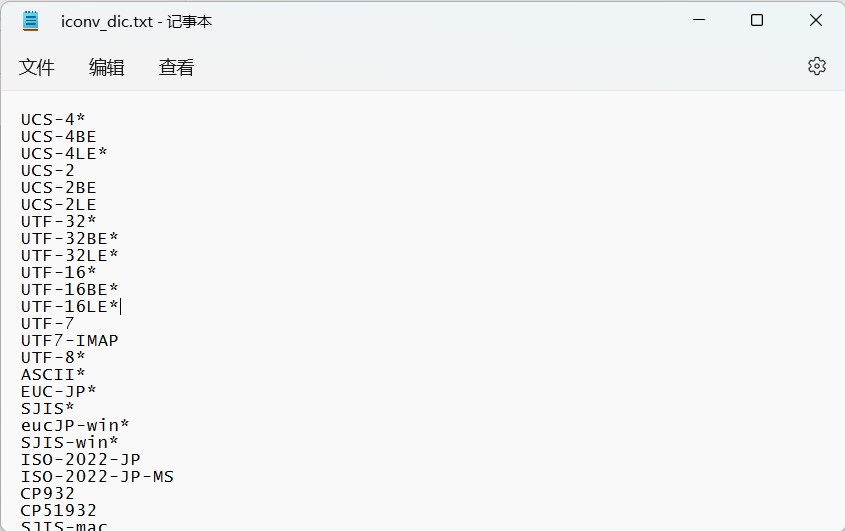 iconv_dic.txt - 记事本
文件 编辑 查看
UCS-4*
UCS-4BE
UCS-4LE*
UCS-2
UCS-2BE
UCS-2LE
UTF-32*
UTF-32BE*
UTF-32LE*
UTF-16*
UTF-16BE*
UTF-16LE*
UTF-7
UTF7-IMAP
UTF-8*
ASCII*
EUC-JP*
SJIS*
eucJP-win*
SJIS-win*
ISO-2022-JP
ISO-2022-JP-MS
CP932
CP51932
SJIS-mac